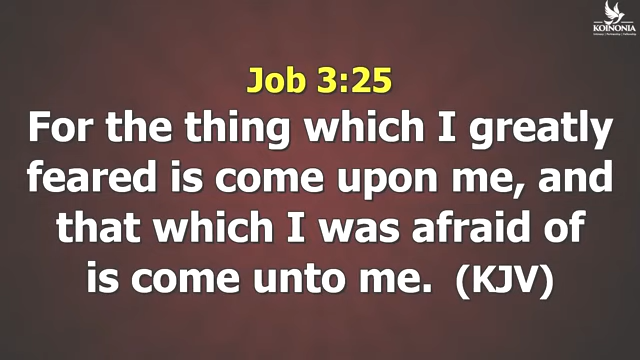 KOINONIA
Job 3:25
For the thing which I greatly
feared is come upon me, and
that which I was afraid of
is come unto me. (KJV)